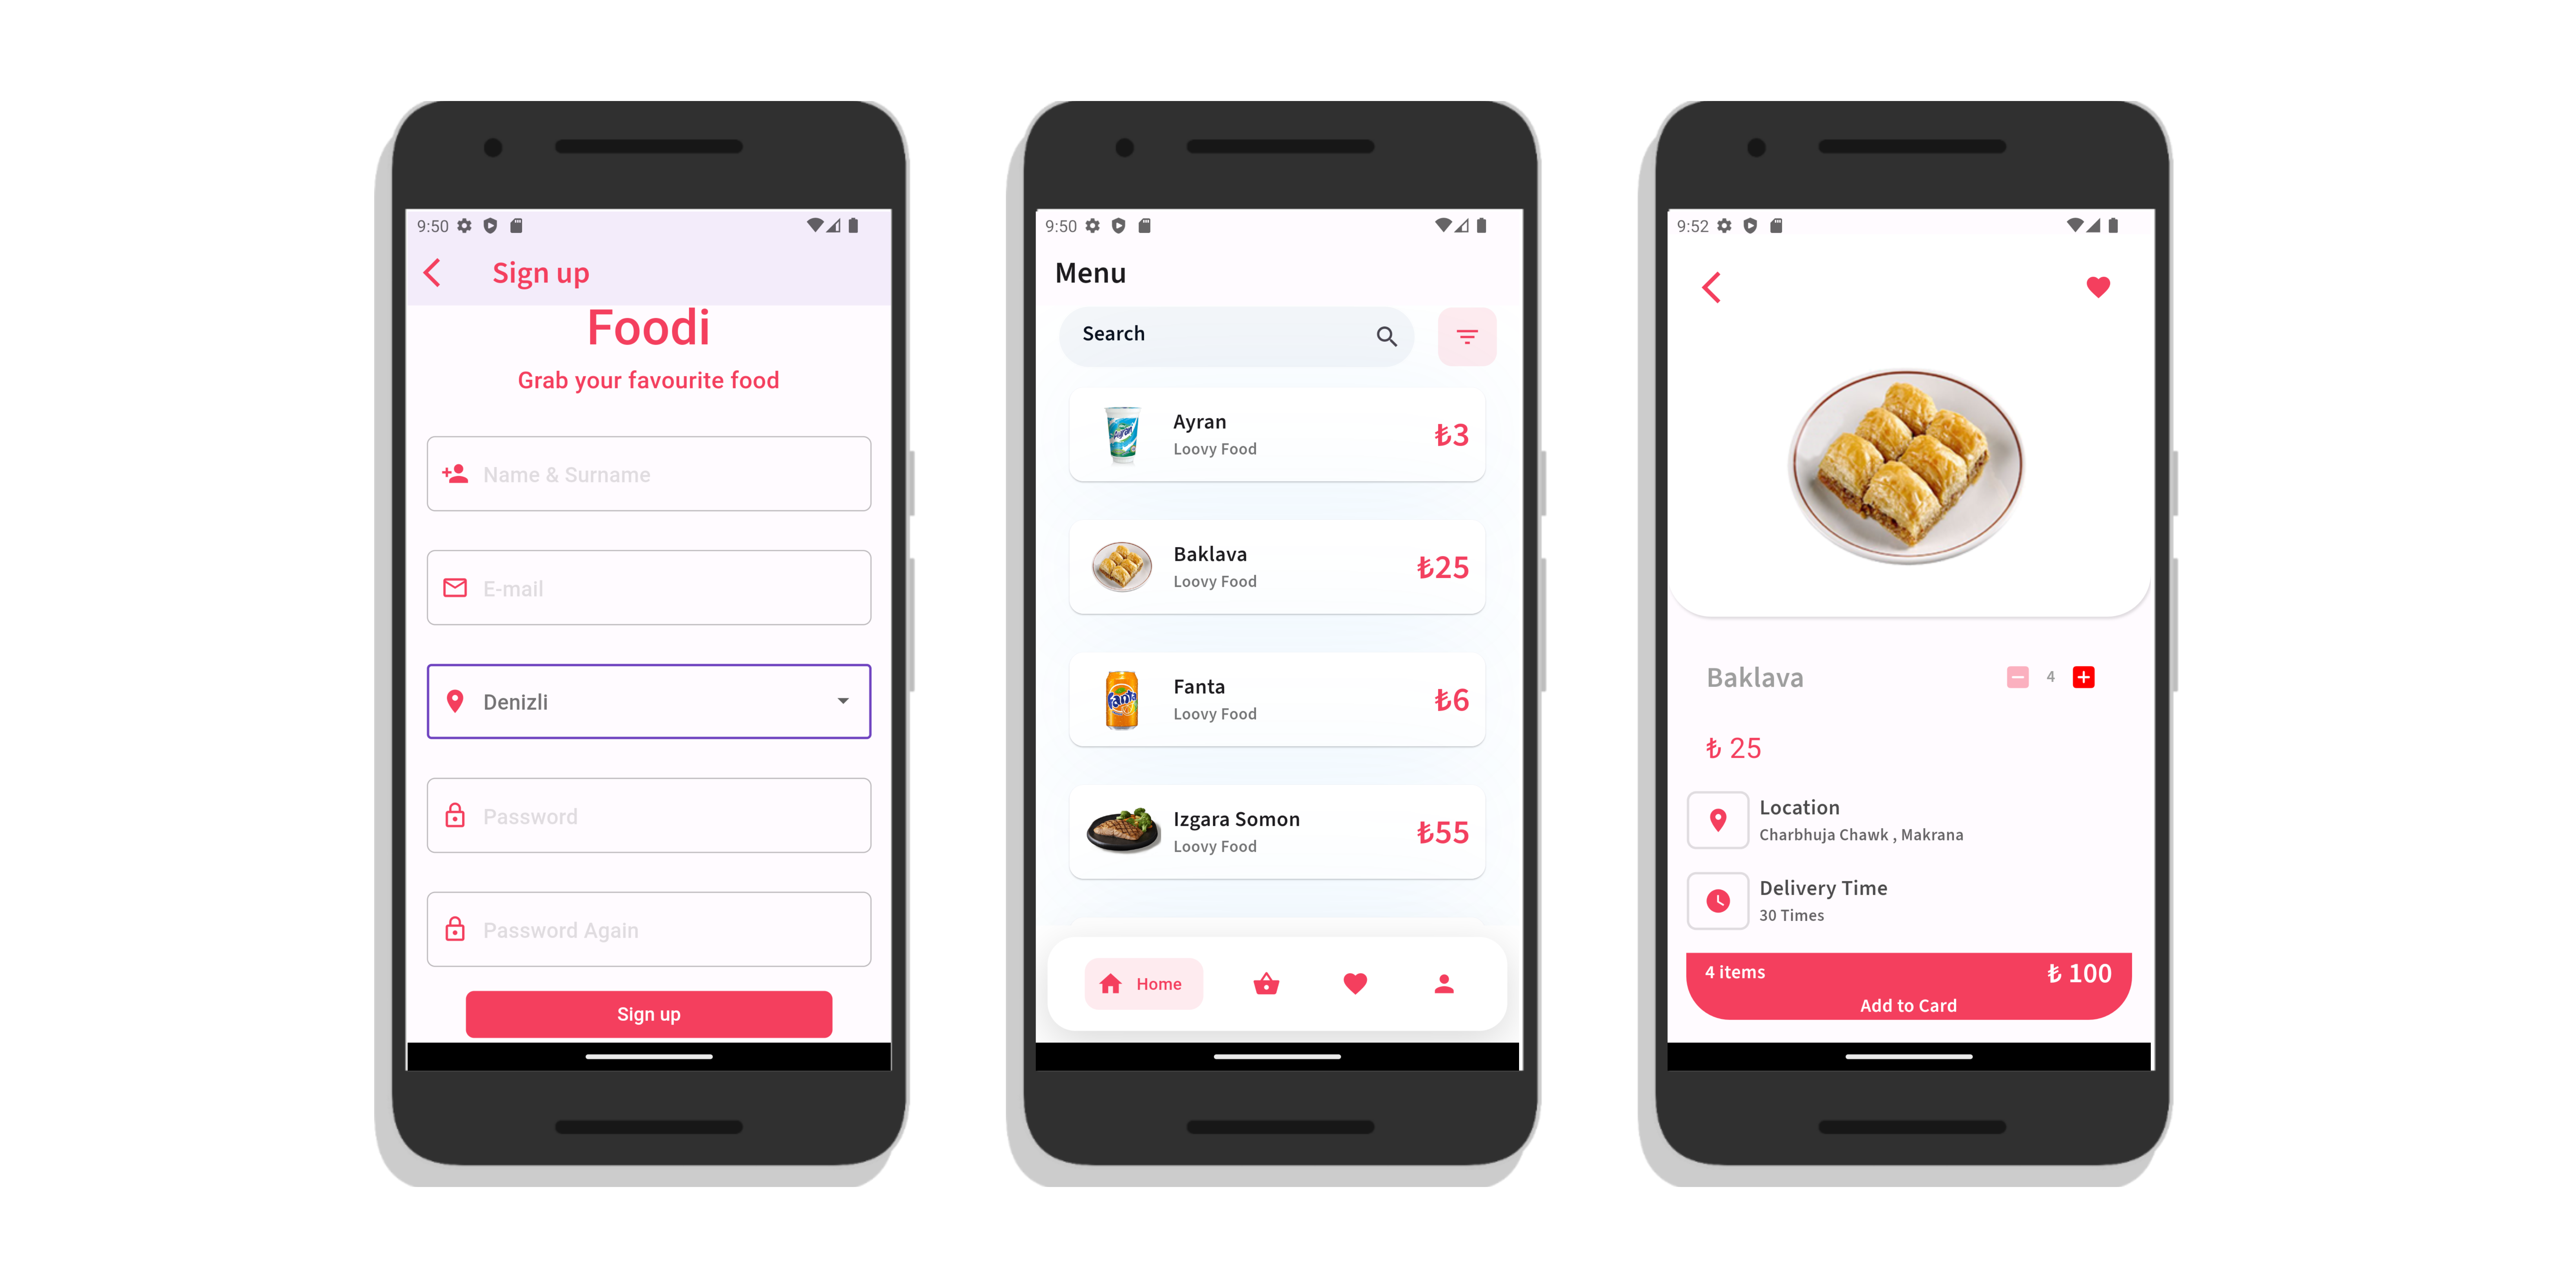 9:50
Sign up
Foodi
Grab your favourite food
Name & Surname
E-mail
Denizli
Password
Password Again
Sign up
9:50
Menu
Search
Ayran
Loovy Food
₺3
Baklava
Loovy Food
₺25
Fanta
Fanta
Loovy Food
₺6
Izgara Somon
Loovy Food
₺55
Home
9:52
Baklava
4
₺ 25
Location
Charbhuja Chawk , Makrana
Delivery Time
30 Times
4 items
₺ 100
Add to Card